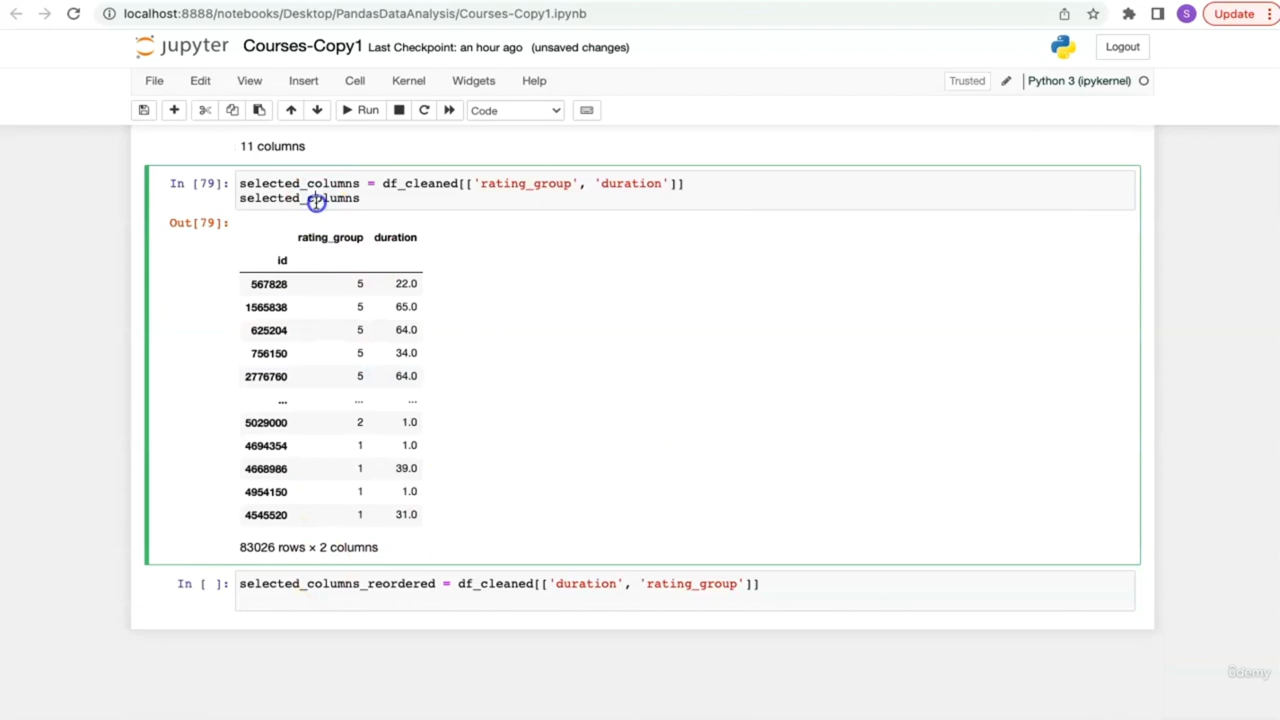 localhost:8888/notebooks/Desktop/PandasDataAnalysis/Courses-Copy1.ipynb
S
Update
jupyter Courses-Copy1 Last Checkpoint: an hour ago (unsaved changes)
Logout
File Edit View Insert Cell Kernel Widgets Help
Trusted Python 3 (ipykernel)
Run Code
11 columns
In [79]: selected_columns = df_cleaned[['rating_group', 'duration']]
selected_columns
Out[79]:
rating_group duration
id
567828 5 22.0
1565838 5 65.0
625204 5 64.0
756150 5 34.0
2776760 5 64.0
... ... ...
5029000 2 1.0
4694354 1 1.0
4668986 1 39.0
4954150 1 1.0
4545520 1 31.0
83026 rows × 2 columns
In [ ]: selected_columns_reordered = df_cleaned[['duration', 'rating_group']]
ûdemy